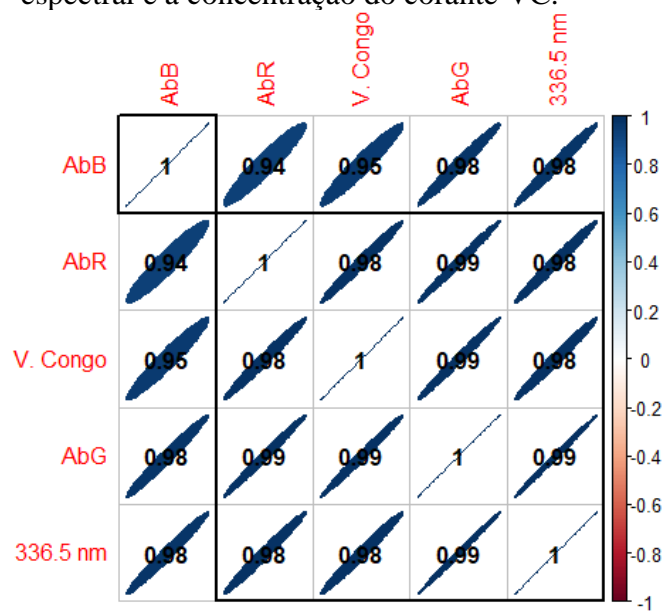 espectral e a concentração do corante VC.
AbB AbR V. Congo AbG 336.5 nm
AbB 1 0.94 0.95 0.98 0.98
AbR 0.94 1 0.98 0.99 0.98
V. Congo 0.95 0.98 1 0.99 0.98
AbG 0.98 0.99 0.99 1 0.99
336.5 nm 0.98 0.98 0.98 0.99 1
1
0.8
0.6
0.4
0.2
0
-0.2
-0.4
-0.6
-0.8
-1